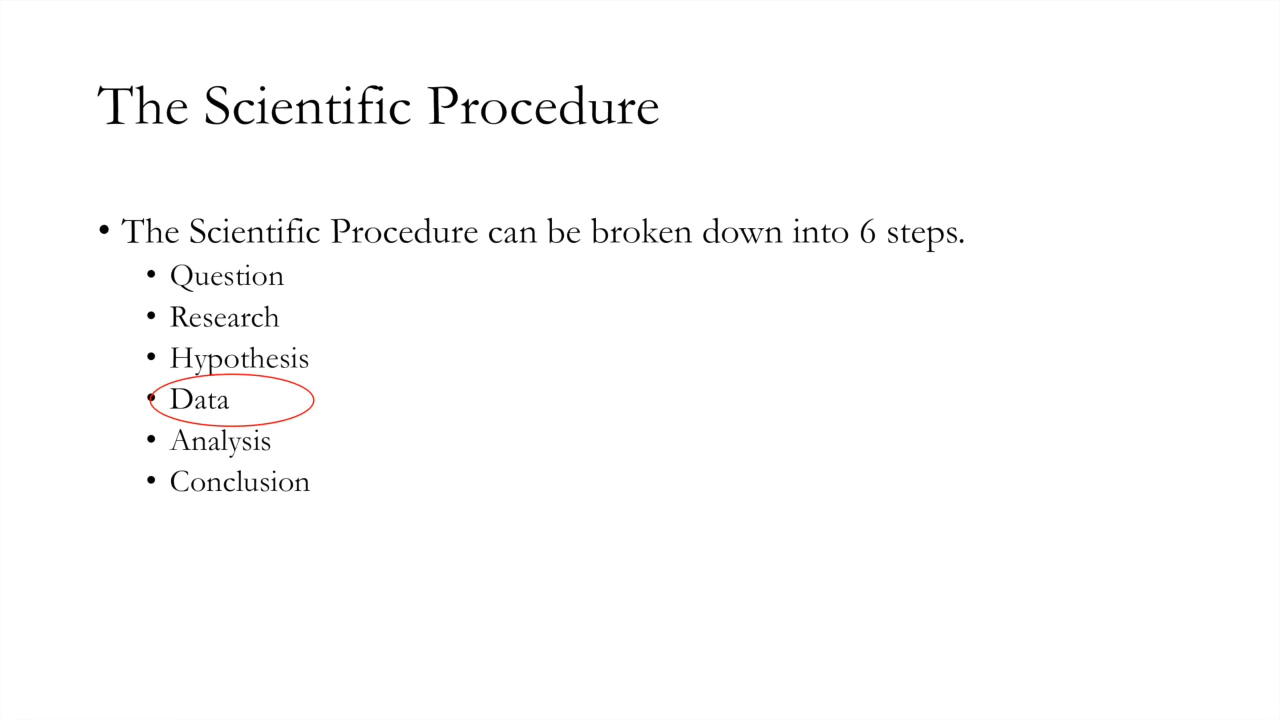 The Scientific Procedure
• The Scientific Procedure can be broken down into 6 steps.
• Question
• Research
• Hypothesis
• Data
• Analysis
• Conclusion